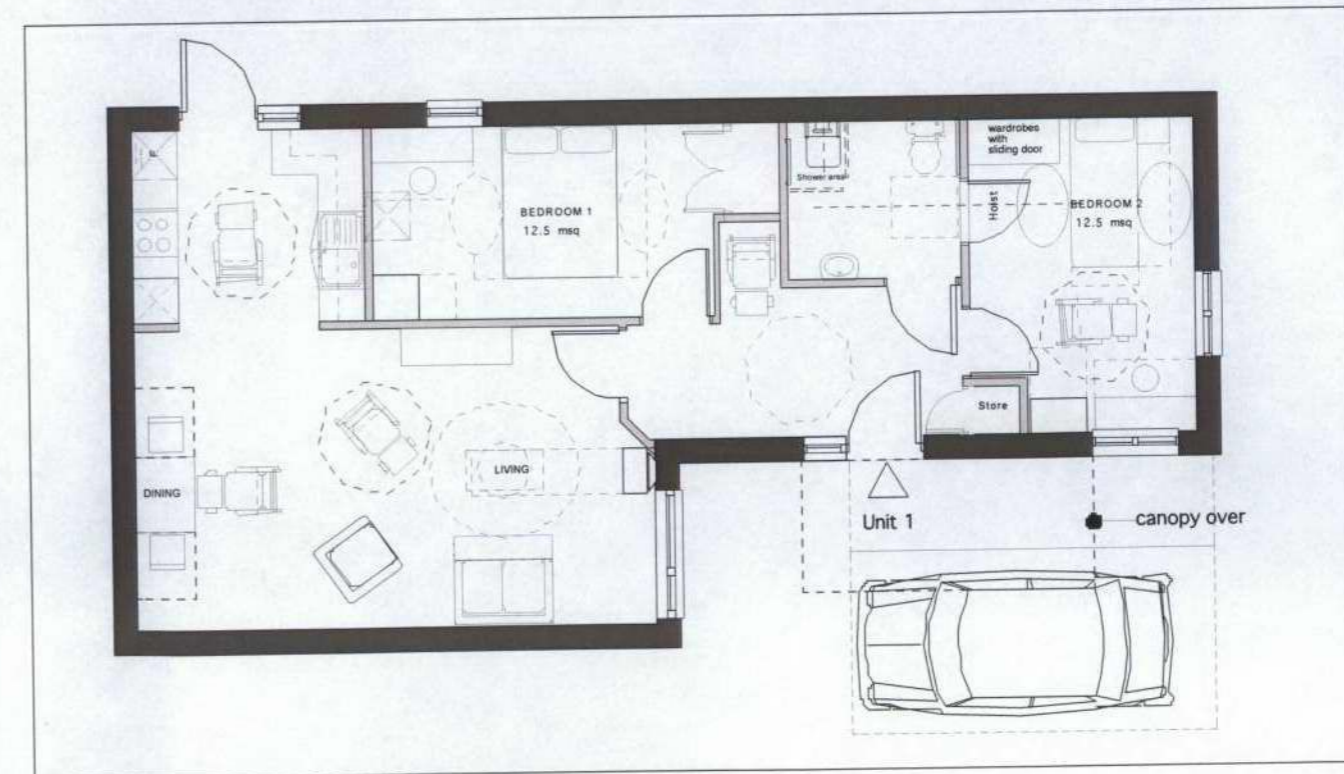 wardrobes
with
sliding door
Shower area
Hoist
BEDROOM 1
12.5 msq
BEDROOM 2
12.5 msq
Store
LIVING
DINING
Unit 1
canopy over